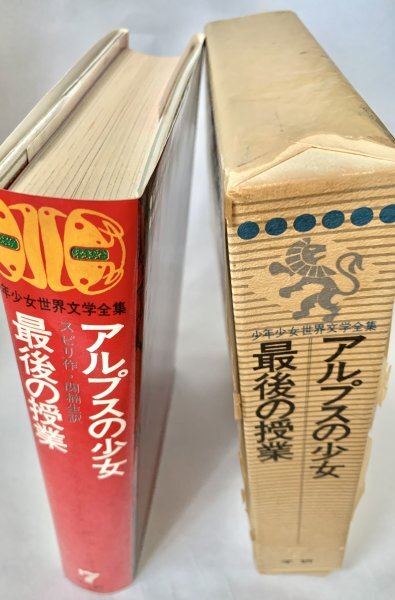 少年少女世界文学全集
アルプスの少女
スピリ作・関楠生訳
最後の授業
7
少年少女世界文学全集
アルプスの少女
最後の授業
学研